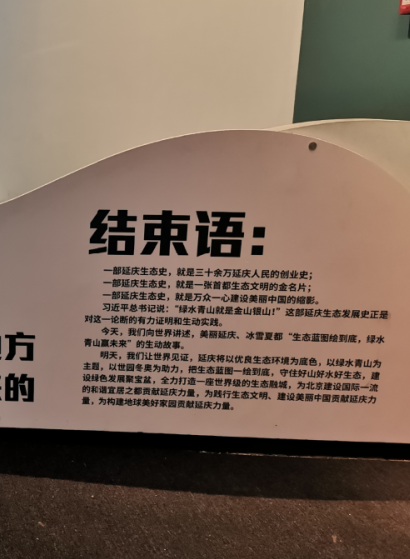 结束语：
一部延庆生态史，就是三十余万延庆人民的创业史；
一部延庆生态史，就是一张首都生态文明的金名片；
一部延庆生态史，就是万众一心建设美丽中国的缩影。
习近平总书记说："绿水青山就是金山银山！"这部延庆生态发展史正是
对这一论断的有力证明和生动实践。
今天，我们向世界讲述，美丽延庆、冰雪夏都"生态蓝图绘到底，绿水
青山赢未来"的生动故事。
明天，我们让世界见证，延庆将以优良生态环境为底色，以绿水青山为
主题，以世园冬奥为助力，把生态蓝图一绘到底，守住好山好水好生态，建
设绿色发展聚宝盆，全力打造一座世界级的生态融城，为北京建设国际一流
的和谐宜居之都贡献延庆力量，为践行生态文明、建设美丽中国贡献延庆力
量，为构建地球美好家园贡献延庆力量。
方
的